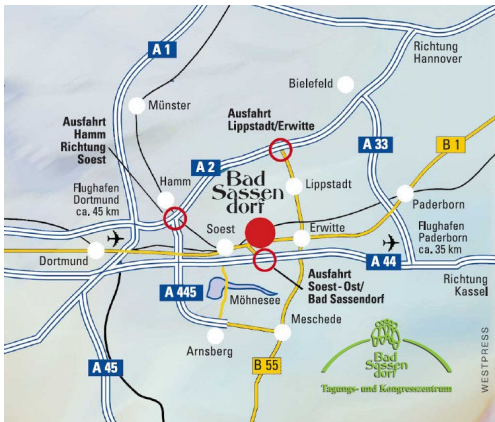 A 1
Richtung
Hannover
Bielefeld
Münster
Ausfahrt
Lippstadt/Erwitte
Ausfahrt
Hamm
Richtung
Soest
A 33
B 1
A 2
Hamm
Bad
Sassen
dorf
Lippstadt
Paderborn
Flughafen
Dortmund
ca. 45 km
Soest
Erwitte
Flughafen
Paderborn
ca. 35 km
Dortmund
A 44
Ausfahrt
Soest-Ost/
Bad Sassendorf
Richtung
Kassel
A 445
Möhnesee
Meschede
Arnsberg
A 45
B 55
Bad
Sassen
dorf
Tagungs- und Kongresszentrum
WESTPRESS